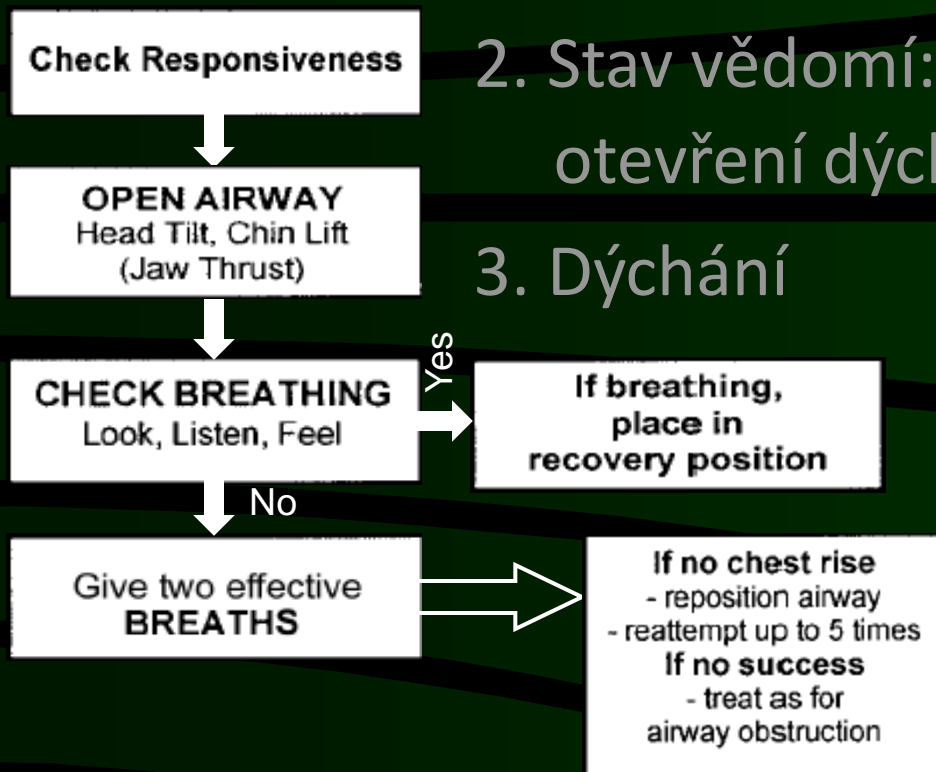 Check Responsiveness
2. Stav vědomí:
otevření
OPEN AIRWAY
Head Tilt, Chin Lift
(Jaw Thrust)
3. Dýchání
CHECK BREATHING
Look, Listen, Feel
Yes
If breathing,
place in
recovery position
No
Give two effective
BREATHS
If no chest rise
- reposition airway
- reattempt up to 5 times
If no success
- treat as for
airway obstruction